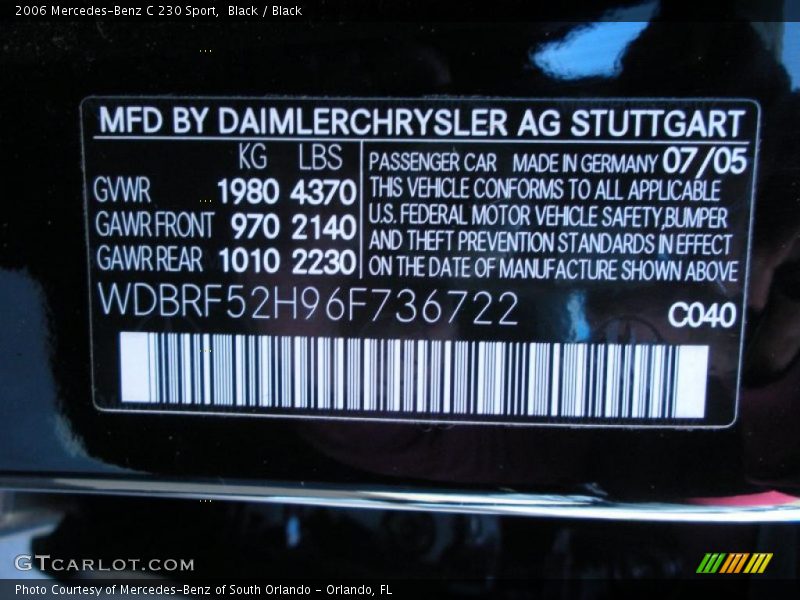 2006 Mercedes-Benz C 230 Sport,  Black / Black
MFD BY DAIMLERCHRYSLER AG STUTTGART
KG LBS
GVWR 1980 4370
GAWR FRONT 970 2140
GAWR REAR 1010 2230
PASSENGER CAR MADE IN GERMANY 07/05
THIS VEHICLE CONFORMS TO ALL APPLICABLE
U.S. FEDERAL MOTOR VEHICLE SAFETY,BUMPER
AND THEFT PREVENTION STANDARDS IN EFFECT
ON THE DATE OF MANUFACTURE SHOWN ABOVE
WDBRF52H96F736722 C040
GTCARLOT.COM
Photo Courtesy of Mercedes-Benz of South Orlando - Orlando, FL